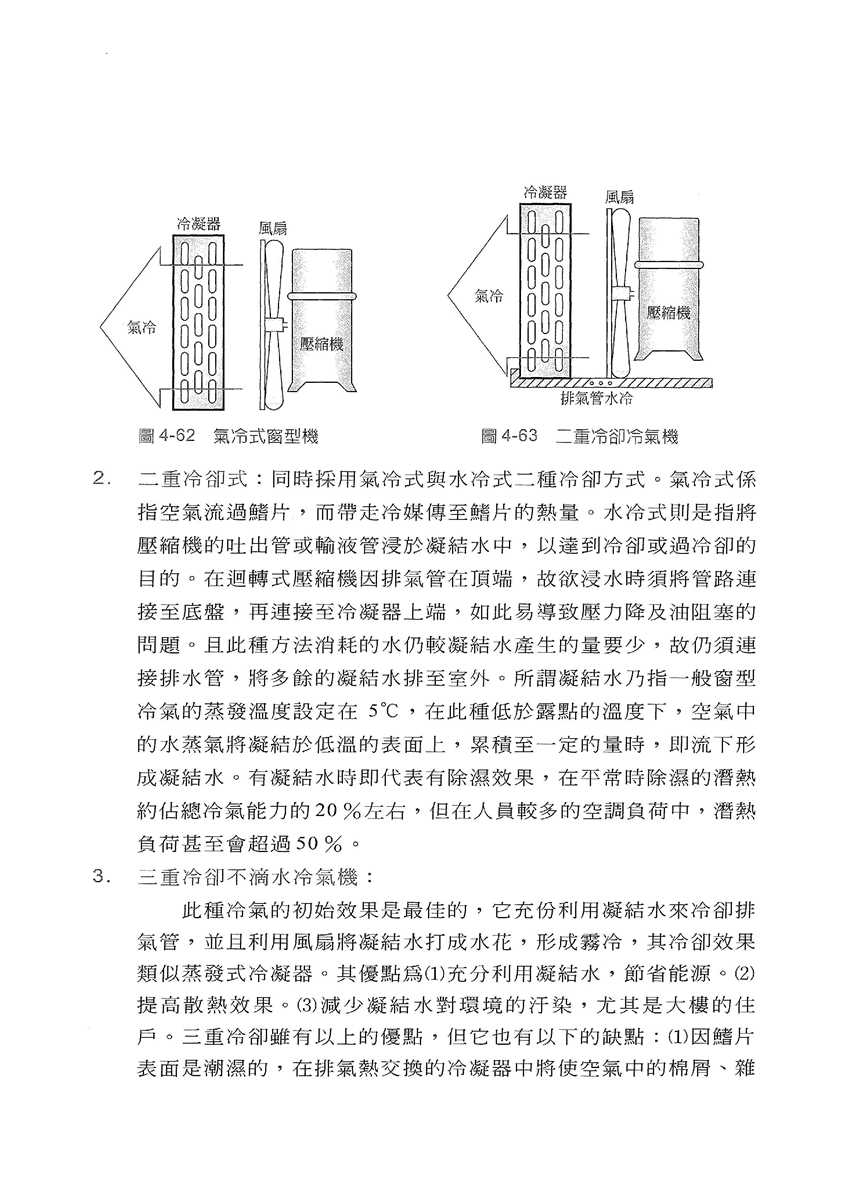 冷凝器
風扇
氣冷
壓縮機
冷凝器
風扇
氣冷
壓縮機
排氣管水冷
圖 4-62　氣冷式窗型機
圖 4-63　二重冷卻冷氣機
2.　二重冷卻式：同時採用氣冷式與水冷式二種冷卻方式。氣冷式係
指空氣流過鰭片，而帶走冷媒傳至鰭片的熱量。水冷式則是指將
壓縮機的吐出管或輸液管浸於凝結水中，以達到冷卻或過冷卻的
目的。在迴轉式壓縮機因排氣管在頂端，故欲浸水時須將管路連
接至底盤，再連接至冷凝器上端，如此易導致壓力降及油阻塞的
問題。且此種方法消耗的水仍較凝結水產生的量要少，故仍須連
接排水管，將多餘的凝結水排至室外。所謂凝結水乃指一般窗型
冷氣的蒸發溫度設定在 5℃，在此種低於露點的溫度下，空氣中
的水蒸氣將凝結於低溫的表面上，累積至一定的量時，即流下形
成凝結水。有凝結水時即代表有除濕效果，在平常時除濕的潛熱
約佔總冷氣能力的 20 %左右，但在人員較多的空調負荷中，潛熱
負荷甚至會超過 50 %。
3.　三重冷卻不滴水冷氣機：
此種冷氣的初始效果是最佳的，它充份利用凝結水來冷卻排
氣管，並且利用風扇將凝結水打成水花，形成霧冷，其冷卻效果
類似蒸發式冷凝器。其優點為⑴充分利用凝結水，節省能源。⑵
提高散熱效果。⑶減少凝結水對環境的汙染，尤其是大樓的住
戶。三重冷卻雖有以上的優點，但它也有以下的缺點：⑴因鰭片
表面是潮濕的，在排氣熱交換的冷凝器中將使空氣中的棉屑、雜